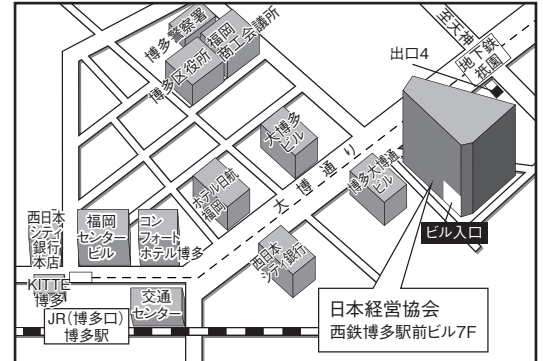 博多警察署
博多区役所
福岡
商工会議所
至天神
地下鉄
祇園
出口4
大博多
ビル
大博通り
博多大博通
ビル
ホテル日航
福岡
西日本
シティ
銀行
本店
福岡
センター
ビル
コン
フォート
ホテル博多
西日本
シティ銀行
ビル入口
KITTE
博多
交通
センター
JR(博多口)
博多駅
日本経営協会
西鉄博多駅前ビル7F